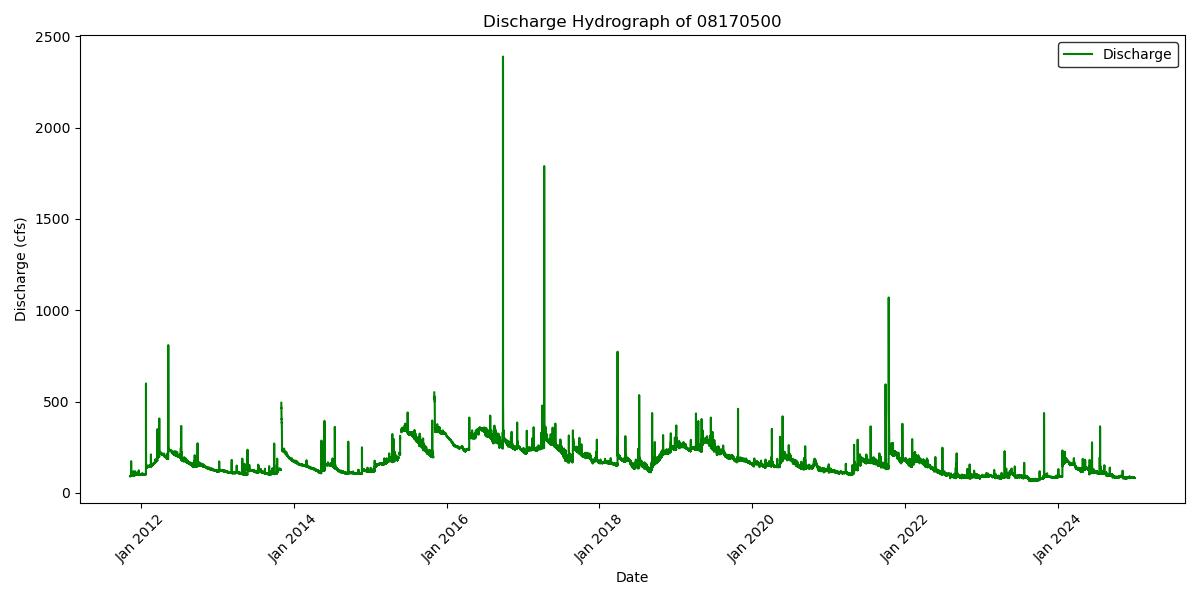 Discharge Hydrograph of 08170500
Discharge
2500
2000
1500
1000
500
0
Discharge (cfs)
Jan 2012
Jan 2014
Jan 2016
Jan 2018
Jan 2020
Jan 2022
Jan 2024
Date